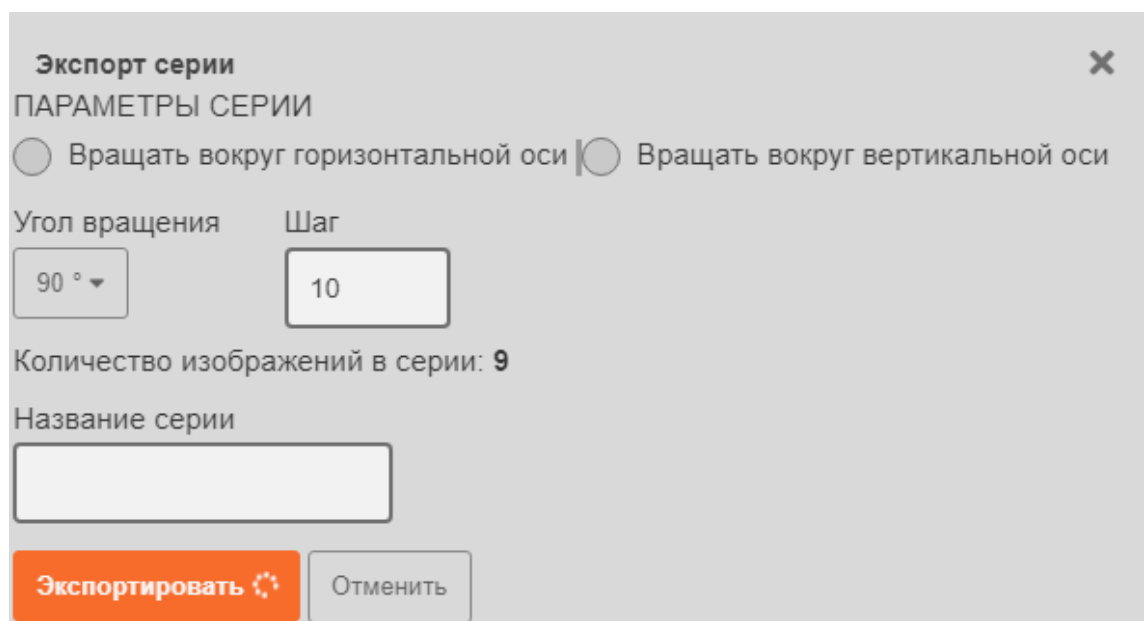 Экспорт серии
ПАРАМЕТРЫ СЕРИИ
Вращать вокруг горизонтальной оси Вращать вокруг вертикальной оси
Угол вращения Шаг
90 ° 10
Количество изображений в серии: 9
Название серии
Экспортировать Отменить